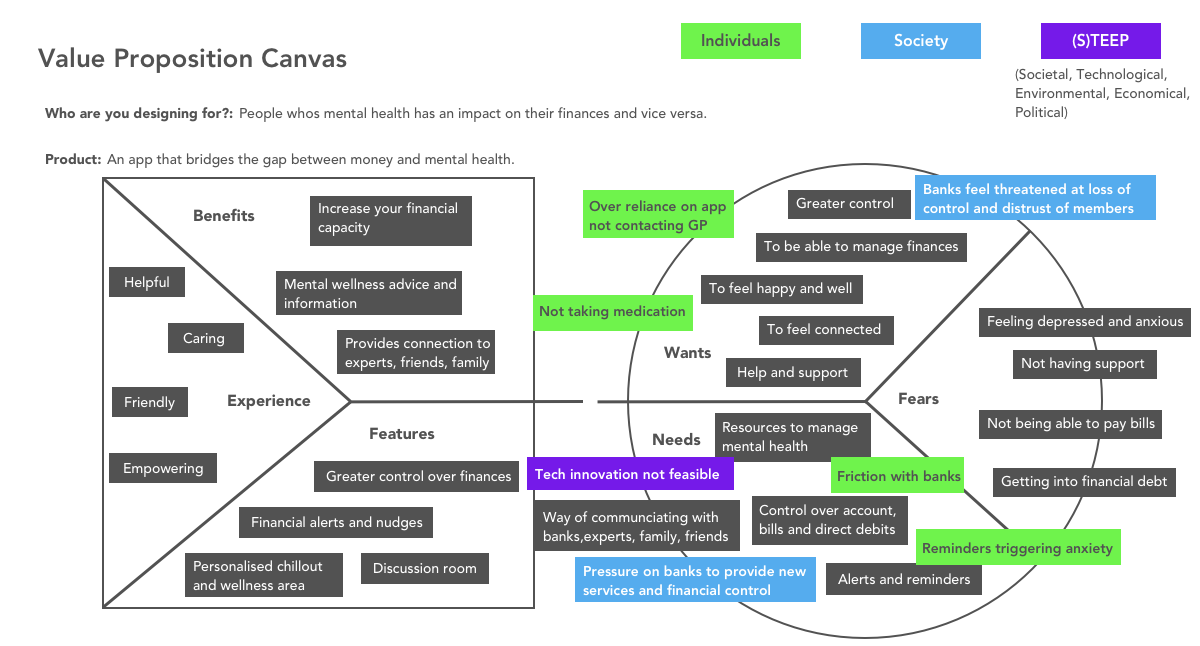 Individuals
Society
(S)TEEP
Value Proposition Canvas
(Societal, Technological,
Environmental, Economical,
Political)
Who are you designing for?: People whos mental health has an impact on their finances and vice versa.
Product: An app that bridges the gap between money and mental health.
Benefits
Increase your financial
capacity
Helpful
Mental wellness advice and
information
Caring
Provides connection to
experts, friends, family
Friendly
Experience
Features
Empowering
Greater control over finances
Financial alerts and nudges
Personalised chillout
and wellness area
Discussion room
Over reliance on app
not contacting GP
Greater control
Banks feel threatened at loss of
control and distrust of members
To be able to manage finances
To feel happy and well
Not taking medication
To feel connected
Wants
Help and support
Feeling depressed and anxious
Not having support
Fears
Not being able to pay bills
Getting into financial debt
Needs
Resources to manage
mental health
Tech innovation not feasible
Friction with banks
Way of communciating with
banks,experts, family, friends
Control over account,
bills and direct debits
Reminders triggering anxiety
Pressure on banks to provide new
services and financial control
Alerts and reminders